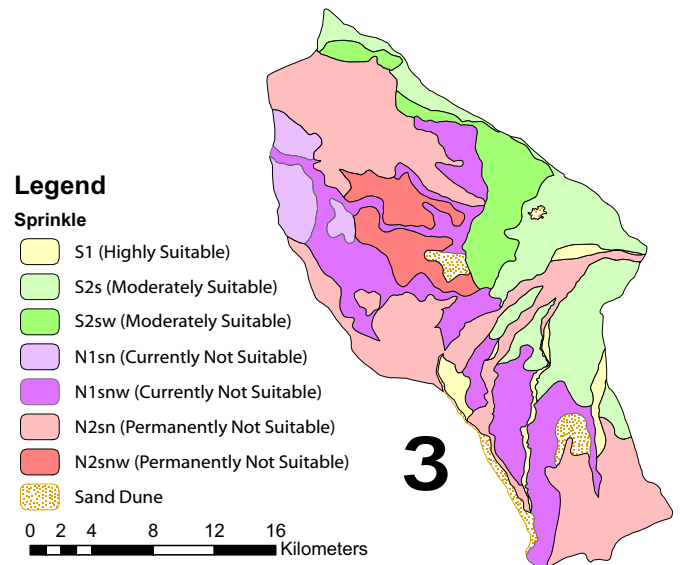 Legend
Sprinkle
S1 (Highly Suitable)
S2s (Moderately Suitable)
S2sw (Moderately Suitable)
N1sn (Currently Not Suitable)
N1snw (Currently Not Suitable)
N2sn (Permanently Not Suitable)
N2snw (Permanently Not Suitable)
Sand Dune
3
0 2 4 8 12 16
Kilometers